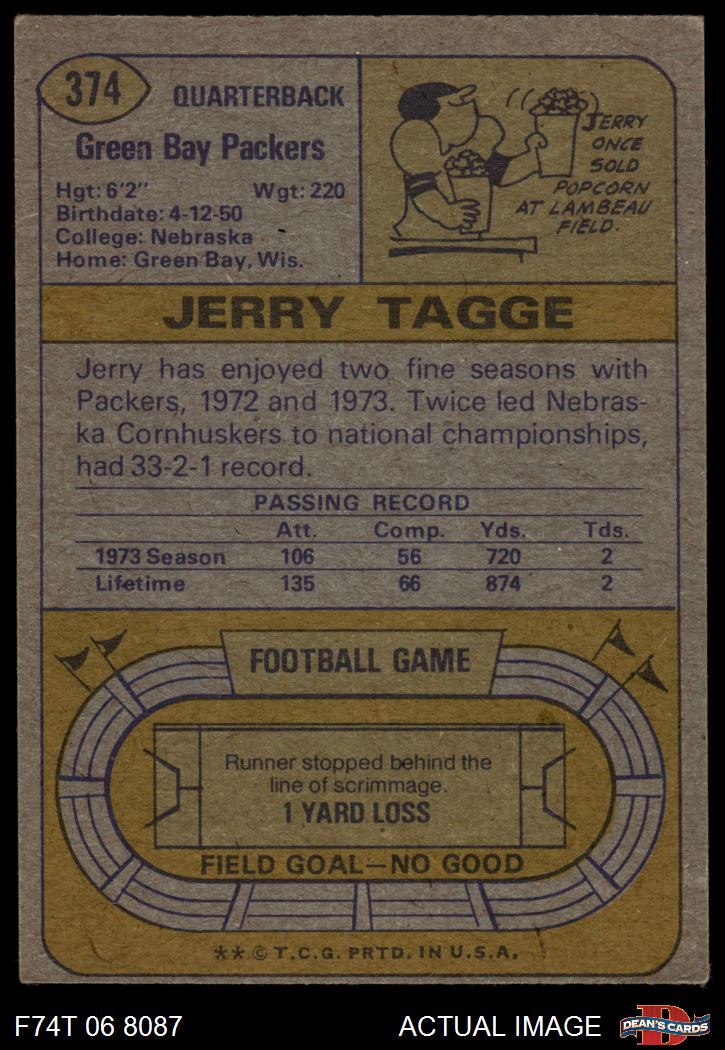 374
QUARTERBACK
Green Bay Packers
Hgt: 6'2" Wgt: 220
Birthdate: 4-12-50
College: Nebraska
Home: Green Bay, Wis.
JERRY
ONCE
SOLD
POPCORN
AT LAMBEAU
FIELD.
JERRY TAGGE
Jerry has enjoyed two fine seasons with
Packers, 1972 and 1973. Twice led Nebras-
ka Cornhuskers to national championships,
had 33-2-1 record.
PASSING RECORD
Att. Comp. Yds. Tds.
1973 Season 106 56 720 2
Lifetime 135 66 874 2
FOOTBALL GAME
Runner stopped behind the
line of scrimmage.
1 YARD LOSS
FIELD GOAL—NO GOOD
** © T.C.G. PRTD. IN U.S.A.
F74T 06 8087 ACTUAL IMAGE
D
DEAN'S CARDS